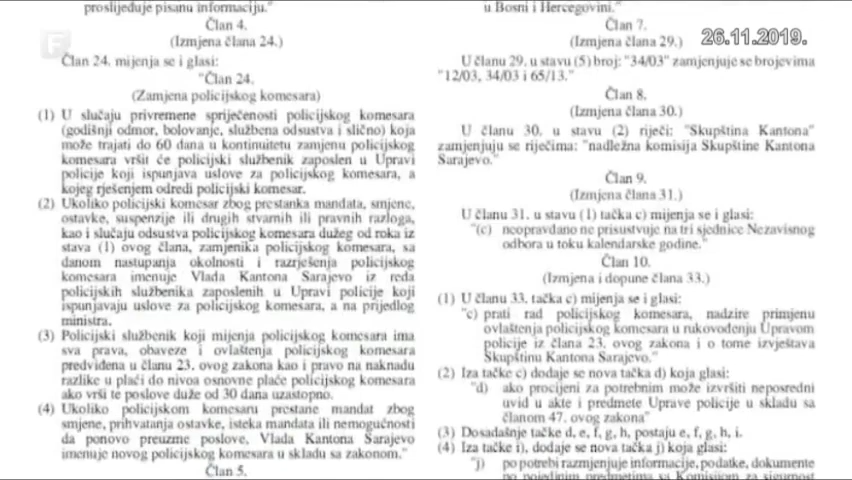 prosljeđuje pisanu informaciju."
Član 4.
(Izmjena člana 24.)
Član 24. mijenja se i glasi:
"Član 24.
(Zamjena policijskog komesara)
(1) U slučaju privremene spriječenosti policijskog komesara
(godišnji odmor, bolovanje, službena odsustva i slično) koja
može trajati do 60 dana u kontinuitetu zamjenu policijskog
komesara vršit će policijski službenik zaposlen u Upravi
policije koji ispunjava uslove za policijskog komesara, a
kojeg rješenjem odredi policijski komesar.
(2) Ukoliko policijski komesar zbog prestanka mandata, smjene,
ostavke, suspenzije ili drugih stvarnih ili pravnih razloga,
kao i slučaju odsustva policijskog komesara dužeg od roka iz
stava (1) ovog člana, zamjenika policijskog komesara, sa
danom nastupanja okolnosti i razrješenja policijskog
komesara imenuje Vlada Kantona Sarajevo iz reda
policijskih službenika zaposlenih u Upravi policije koji
ispunjavaju uslove za policijskog komesara, a na prijedlog
ministra.
(3) Policijski službenik koji mijenja policijskog komesara ima
sva prava, obaveze i ovlaštenja policijskog komesara
predviđena u članu 23. ovog zakona kao i pravo na naknadu
razlike u plaći do nivoa osnovne plaće policijskog komesara
ako vrši te poslove duže od 30 dana uzastopno.
(4) Ukoliko policijskom komesaru prestane mandat zbog
smjene, prihvatanja ostavke, isteka mandata ili nemogućnosti
da ponovo preuzme poslove, Vlada Kantona Sarajevo
imenuje novog policijskog komesara u skladu sa zakonom."
Član 5.
u Bosni i Hercegovini."
Član 7.
(Izmjena člana 29.)
26.11.2019.
U članu 29. u stavu (5) broj: "34/03" zamjenjuje se brojevima
"12/03, 34/03 i 65/13."
Član 8.
(Izmjena člana 30.)
U članu 30. u stavu (2) riječi: "Skupština Kantona"
zamjenjuju se riječima: "nadležna komisija Skupštine Kantona
Sarajevo."
Član 9.
(Izmjena člana 31.)
U članu 31. u stavu (1) tačka c) mijenja se i glasi:
"(c) neopravdano ne prisustvuje na tri sjednice Nezavisnog
odbora u toku kalendarske godine."
Član 10.
(Izmjena i dopune člana 33.)
(1) U članu 33. tačka c) mijenja se i glasi:
"c) prati rad policijskog komesara, nadzire primjenu
ovlaštenja policijskog komesara u rukovođenju Upravom
policije iz člana 23. ovog zakona i o tome izvještava
Skupštinu Kantona Sarajevo."
(2) Iza tačke c) dodaje se nova tačka d) koja glasi:
"d) ako procijeni za potrebnim može izvršiti neposredni
uvid u akte i predmete Uprave policije u skladu sa
članom 47. ovog zakona"
(3) Dosadašnje tačke d, e, f, g, h, postaju e, f, g, h, i.
(4) Iza tačke i), dodaje se nova tačka j) koja glasi:
"j) po potrebi razmjenjuje informacije, podatke, dokumente
po pojedinim predmetima sa Komisijom za sigurnost